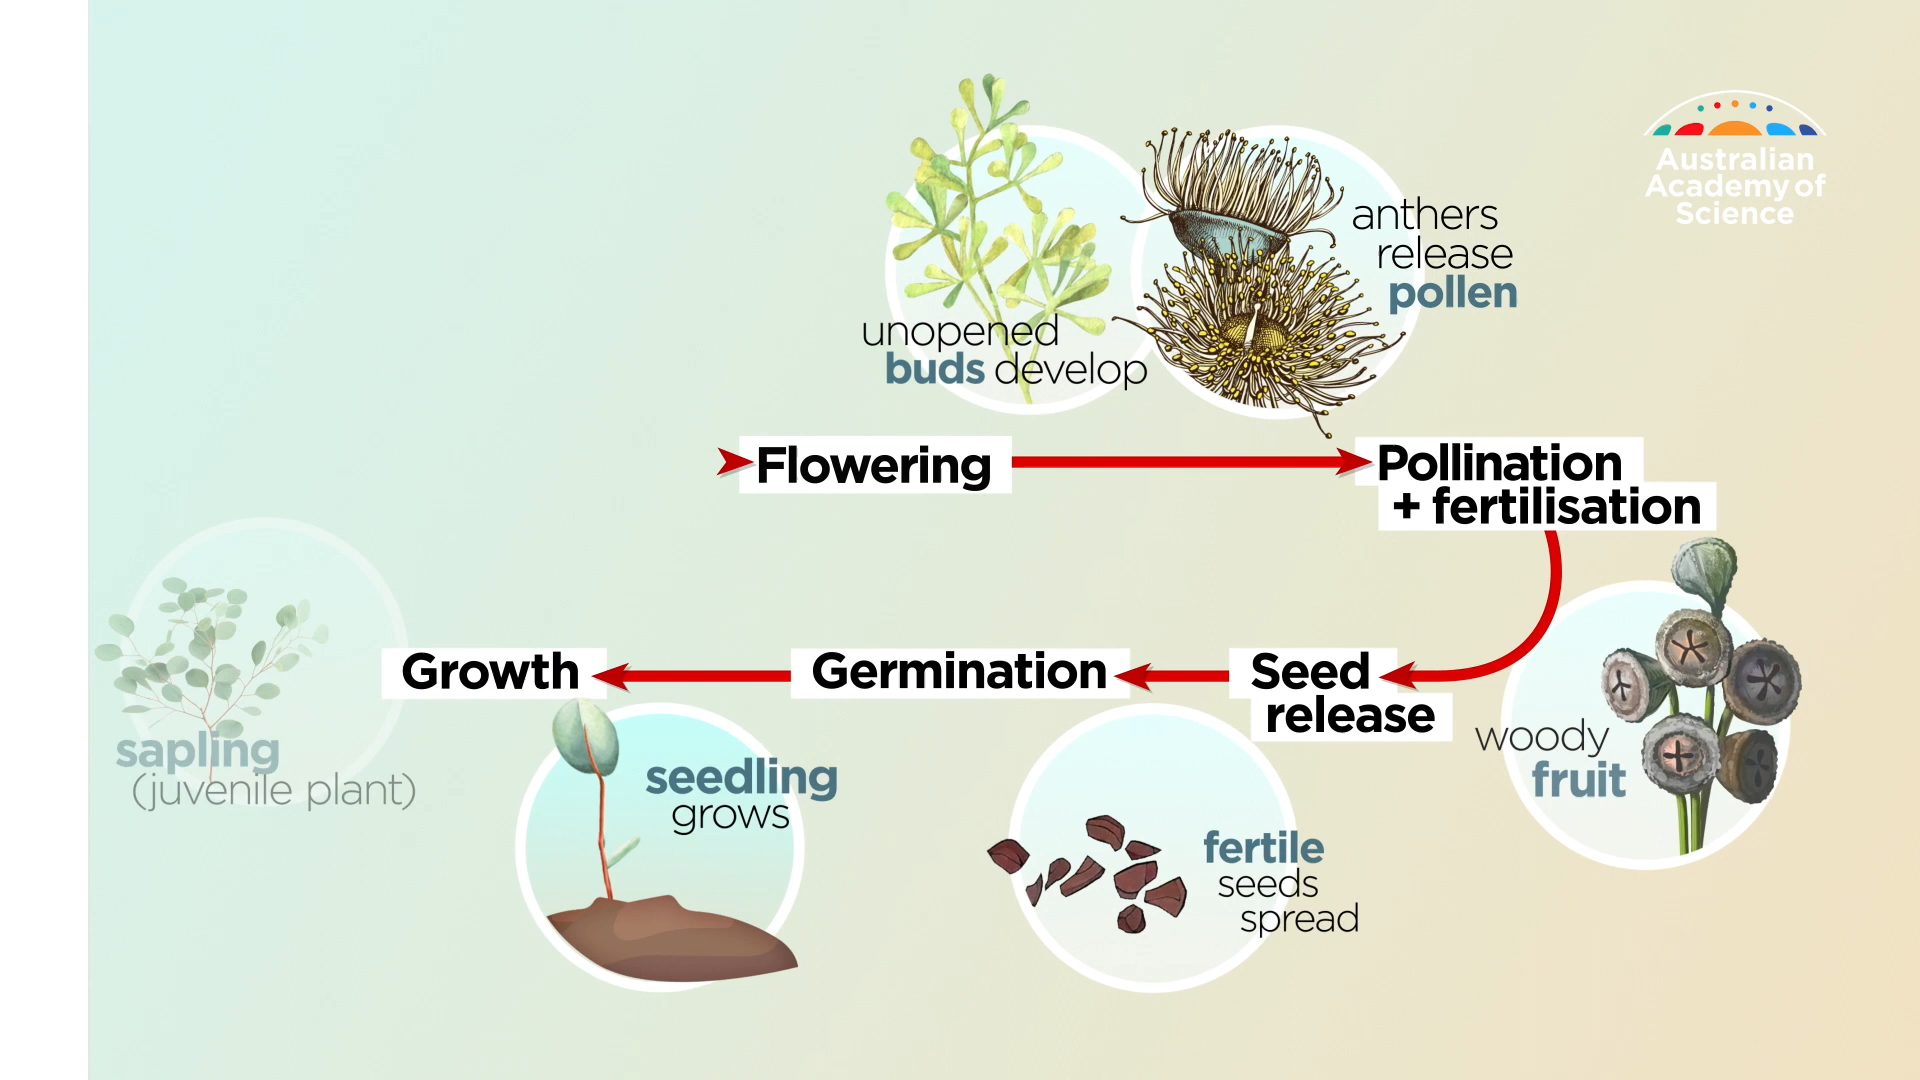 Australian
Academy of
Science
anthers
release
pollen
unopened
buds develop
Flowering
Pollination
+ fertilisation
Growth
Germination
Seed
release
woody
fruit
sapling
(juvenile plant)
seedling
grows
fertile
seeds
spread